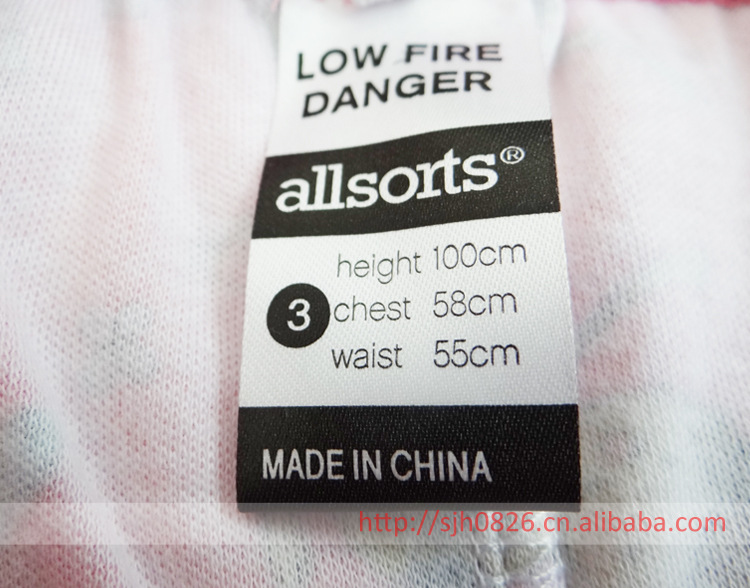 LOW FIRE
DANGER
allsorts®
height 100cm
3 chest 58cm
waist 55cm
MADE IN CHINA
http://sjh0826.cn.alibaba.com